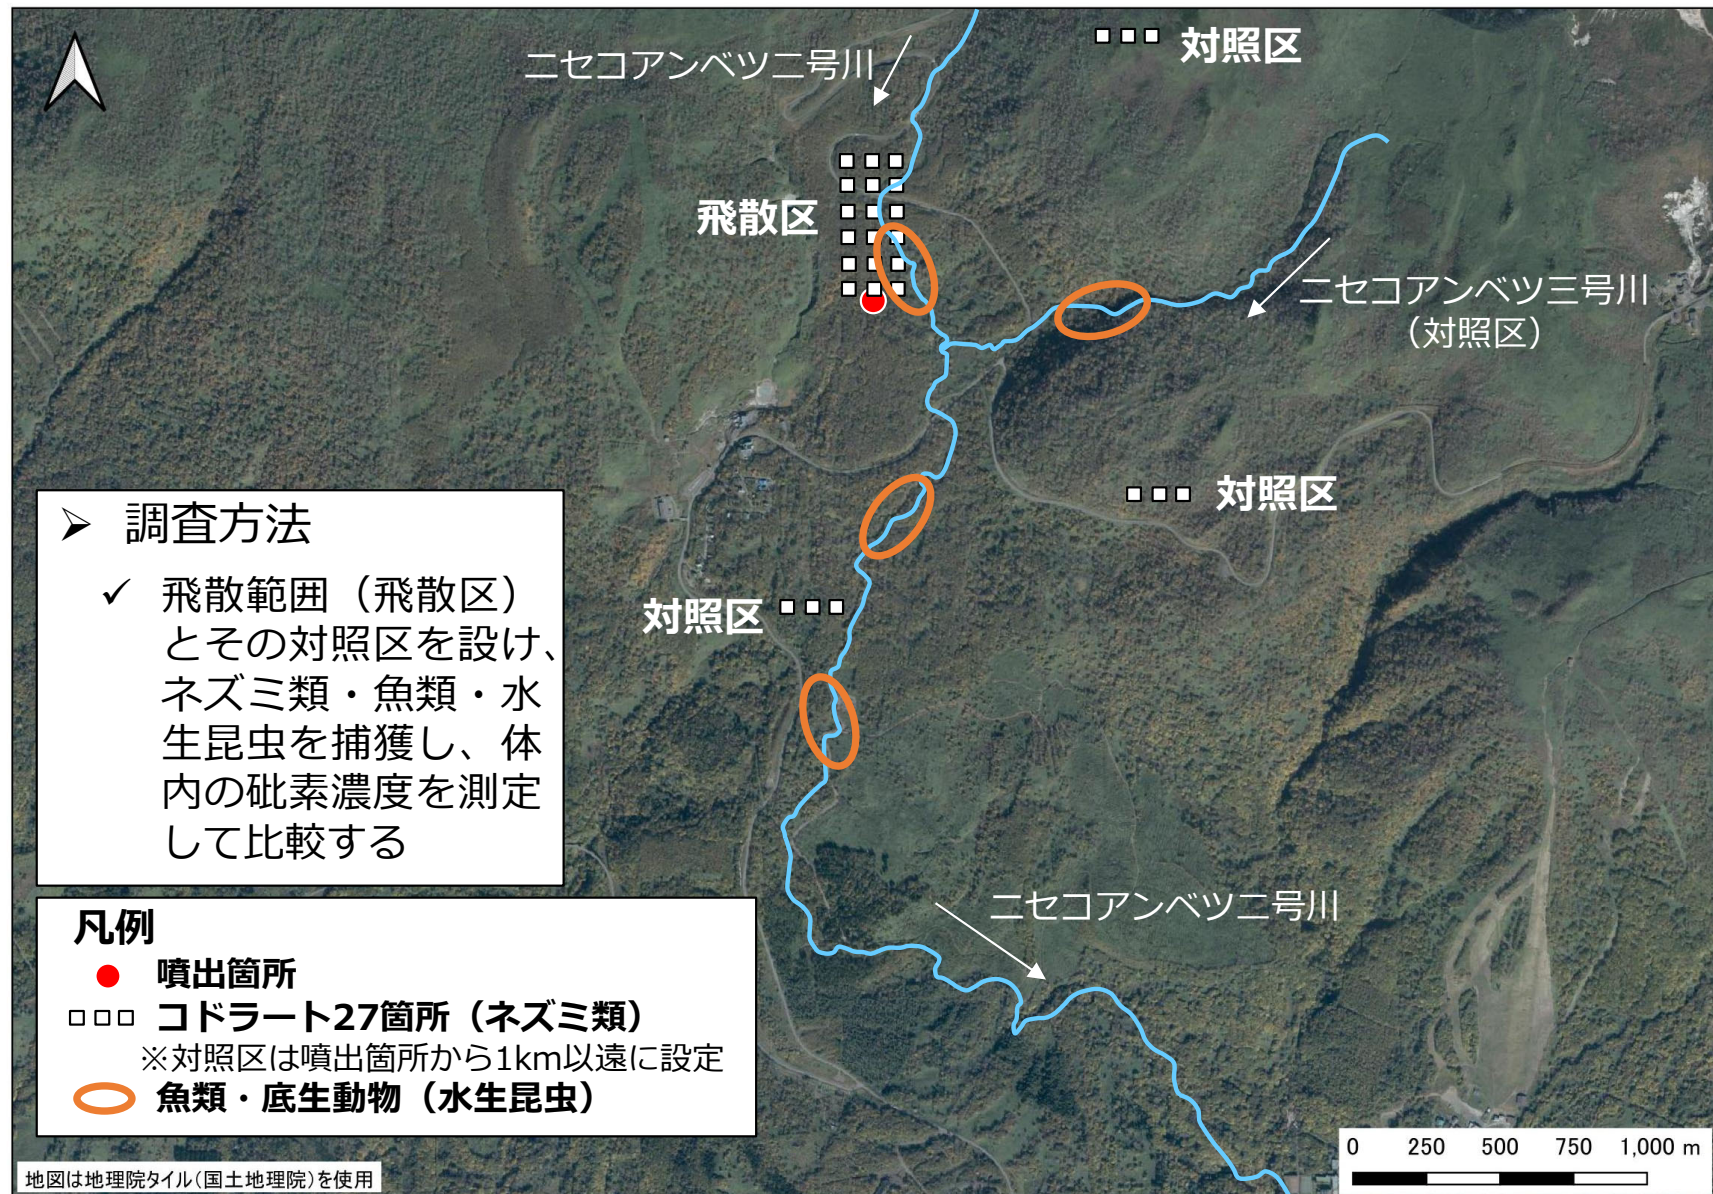 ニセコアンベツ二号川
対照区
飛散区
ニセコアンベツ三号川
（対照区）
対照区
対照区
➢ 調査方法
✓ 飛散範囲（飛散区）
とその対照区を設け、
ネズミ類・魚類・水
生昆虫を捕獲し、体
内の砒素濃度を測定
して比較する
ニセコアンベツ二号川
凡例
噴出箇所
コドラート27箇所（ネズミ類）
※対照区は噴出箇所から1km以遠に設定
魚類・底生動物（水生昆虫）
0 250 500 750 1,000 m
地図は地理院タイル（国土地理院）を使用